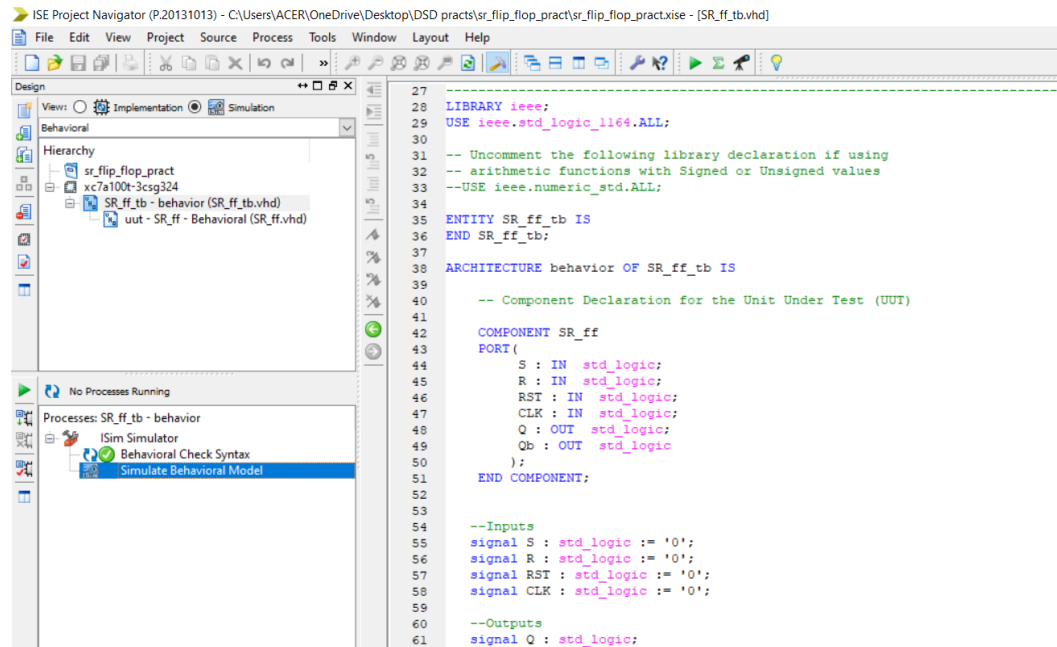 ISE Project Navigator (P.20131013) - C:\Users\ACER\OneDrive\Desktop\DSD practs\sr_flip_flop_pract\sr_flip_flop_pract.xise - [SR_ff_tb.vhd]
File Edit View Project Source Process Tools Window Layout Help
»
Design
View: Implementation Simulation
Behavioral
Hierarchy
sr_flip_flop_pract
xc7a100t-3csg324
SR_ff_tb - behavior (SR_ff_tb.vhd)
uut - SR_ff - Behavioral (SR_ff.vhd)
No Processes Running
Processes: SR_ff_tb - behavior
ISim Simulator
Behavioral Check Syntax
Simulate Behavioral Model
27 --------------------------------------------------------------------------------
28 LIBRARY ieee;
29 USE ieee.std_logic_1164.ALL;
30
31 -- Uncomment the following library declaration if using
32 -- arithmetic functions with Signed or Unsigned values
33 --USE ieee.numeric_std.ALL;
34
35 ENTITY SR_ff_tb IS
36 END SR_ff_tb;
37
38 ARCHITECTURE behavior OF SR_ff_tb IS
39
40 -- Component Declaration for the Unit Under Test (UUT)
41
42 COMPONENT SR_ff
43 PORT(
44 S : IN std_logic;
45 R : IN std_logic;
46 RST : IN std_logic;
47 CLK : IN std_logic;
48 Q : OUT std_logic;
49 Qb : OUT std_logic
50 );
51 END COMPONENT;
52
53
54 --Inputs
55 signal S : std_logic := '0';
56 signal R : std_logic := '0';
57 signal RST : std_logic := '0';
58 signal CLK : std_logic := '0';
59
60 --Outputs
61 signal Q : std_logic;